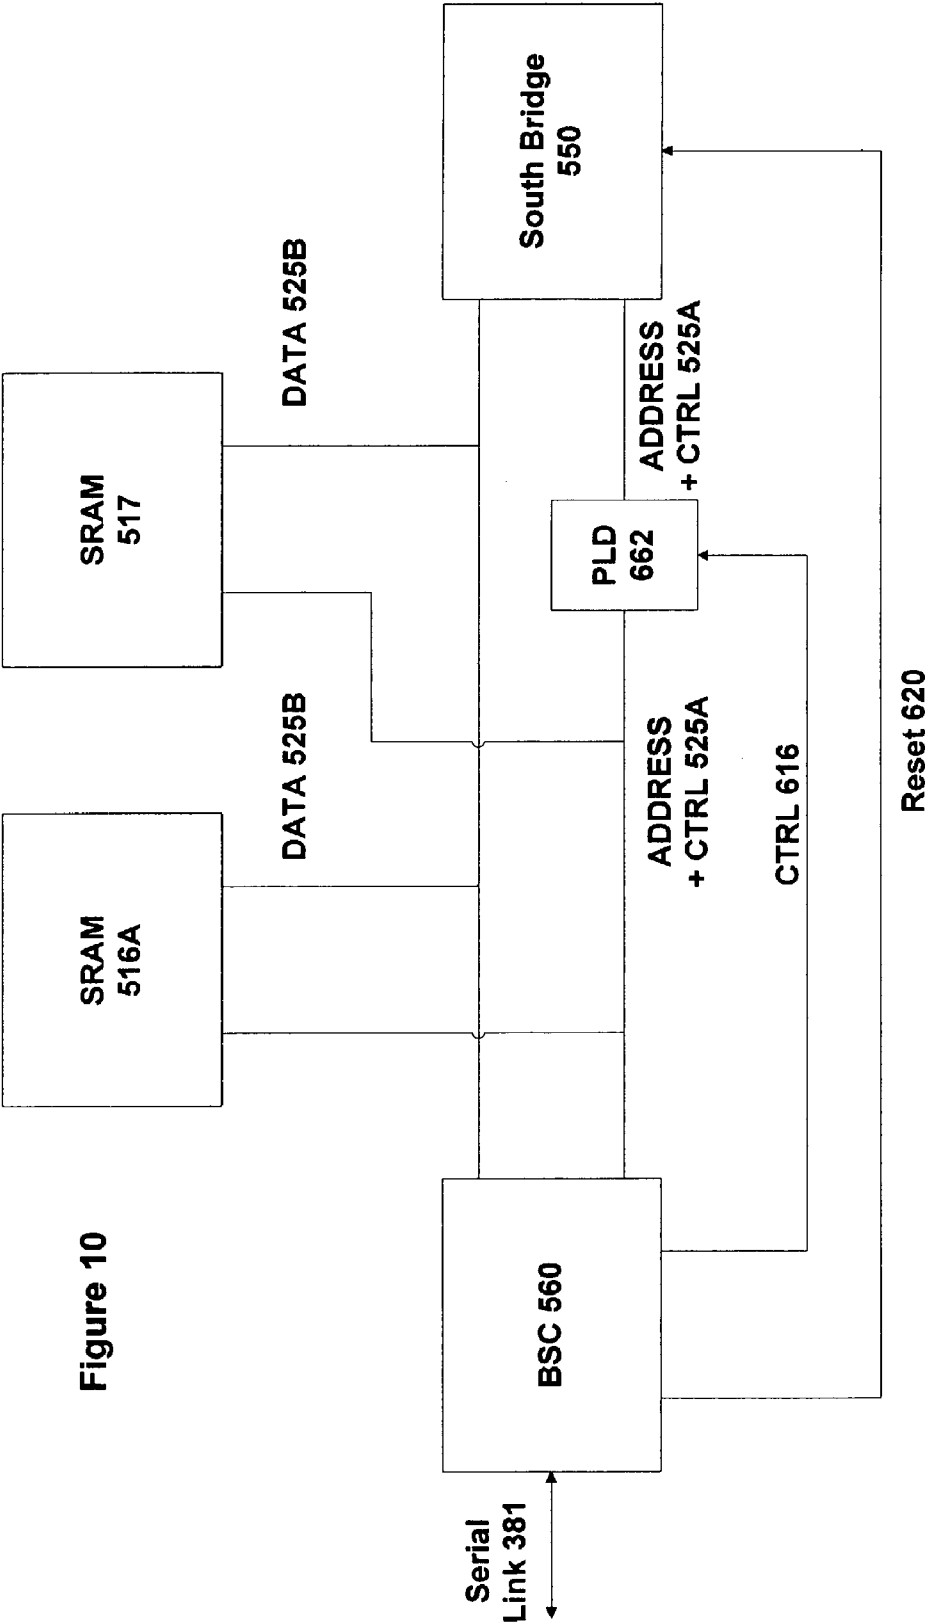 Figure 10
SRAM
516A
SRAM
517
DATA 525B
DATA 525B
Serial
Link 381
BSC 560
PLD
662
South Bridge
550
ADDRESS
+ CTRL 525A
ADDRESS
+ CTRL 525A
CTRL 616
Reset 620